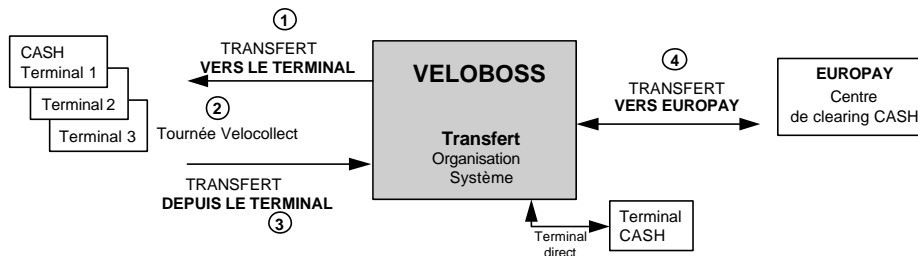 1
TRANSFERT
VERS LE TERMINAL
CASH
Terminal 1
Terminal 2
Terminal 3
2
Tournée Velocollect
TRANSFERT
DEPUIS LE TERMINAL
3
VELOBOSS
Transfert
Organisation
Système
4
TRANSFERT
VERS EUROPAY
EUROPAY
Centre
de clearing CASH
Terminal
direct
Terminal
CASH